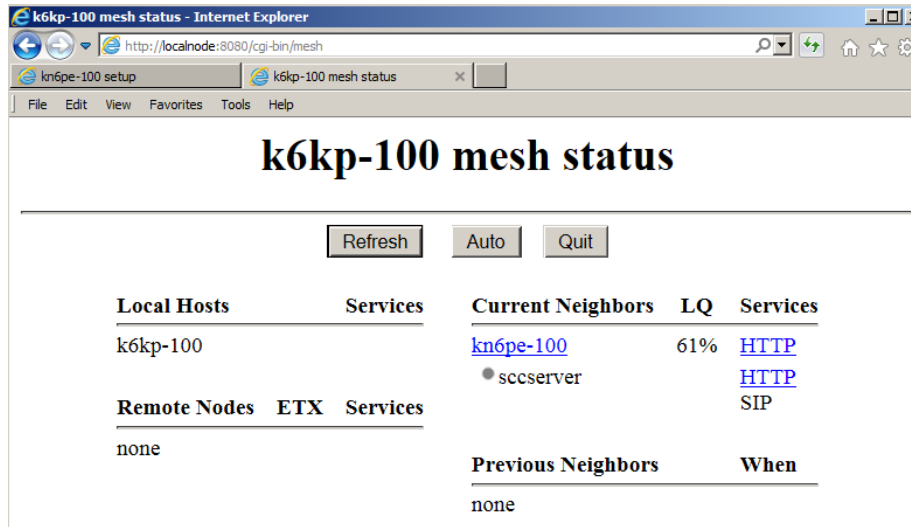 k6kp-100 mesh status - Internet Explorer
http://localnode:8080/cgi-bin/mesh
kn6pe-100 setup
k6kp-100 mesh status
File Edit View Favorites Tools Help
k6kp-100 mesh status
Refresh Auto Quit
Local Hosts Services
k6kp-100
Remote Nodes ETX Services
none
Current Neighbors LQ Services
kn6pe-100 61% HTTP
sccserver HTTP
SIP
Previous Neighbors When
none